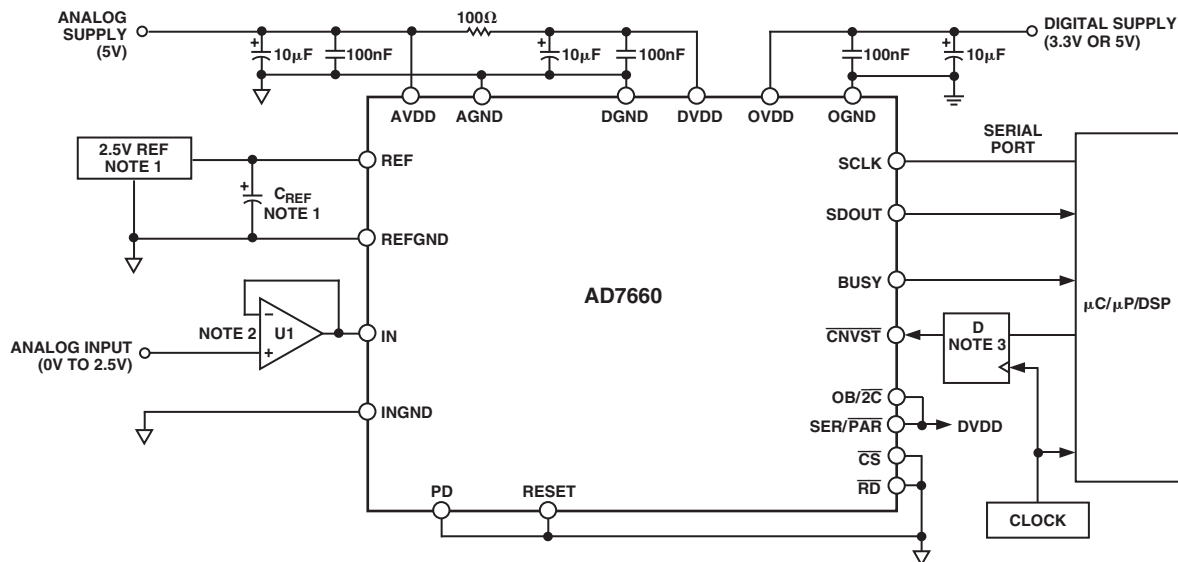 ANALOG
SUPPLY
(5V)
100Ω
DIGITAL SUPPLY
(3.3V OR 5V)
+
10μF
100nF
+
10μF
100nF
100nF
+
10μF
AVDD
AGND
DGND
DVDD
OVDD
OGND
SERIAL
PORT
2.5V REF
NOTE 1
REF
SCLK
+
CREF
NOTE 1
SDOUT
REFGND
BUSY
AD7660
μC/μP/DSP
NOTE 2
−
U1
+
IN
CNVST
D
NOTE 3
ANALOG INPUT
(0V TO 2.5V)
OB/2C
INGND
SER/PAR
DVDD
CS
RD
PD
RESET
CLOCK